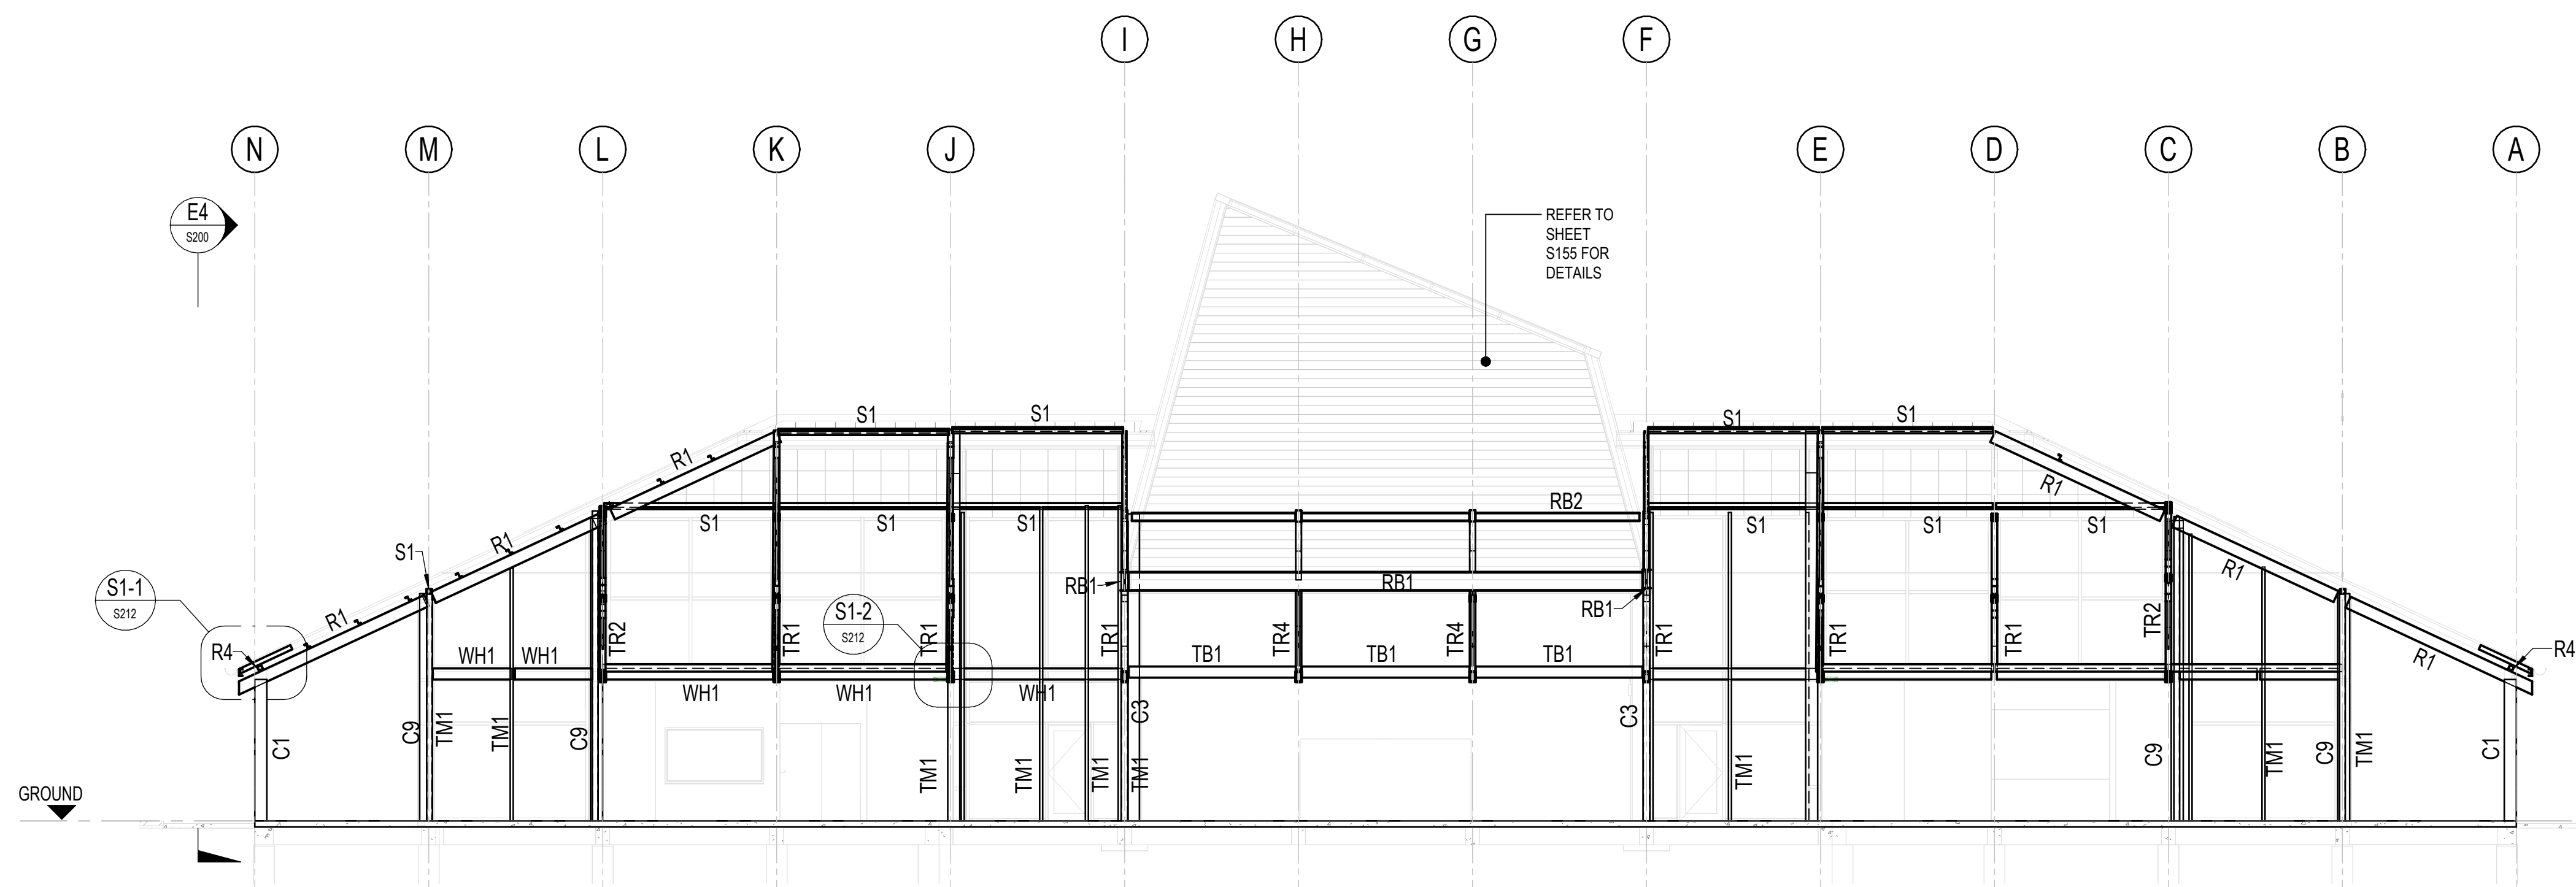 I
H
G
F
N
M
L
K
J
E
D
C
B
A
E4
S200
REFER TO
SHEET
S155 FOR
DETAILS
S1
S1
S1
S1
R1
R1
S1
S1
S1
RB2
S1
S1
S1
R1
S1
R1
RB1
RB1
RB1
R1
S1-1
S212
R1
R4
WH1
WH1
TR2
TR1
S1-2
S212
TR1
TR1
TB1
TR4
TB1
TR4
TB1
TR1
TR1
TR1
TR2
R1
R4
WH1
WH1
WH1
C1
C9
TM1
TM1
C9
TM1
TM1
TM1
C3
TM1
C3
TM1
C9
TM1
C9
TM1
C1
GROUND